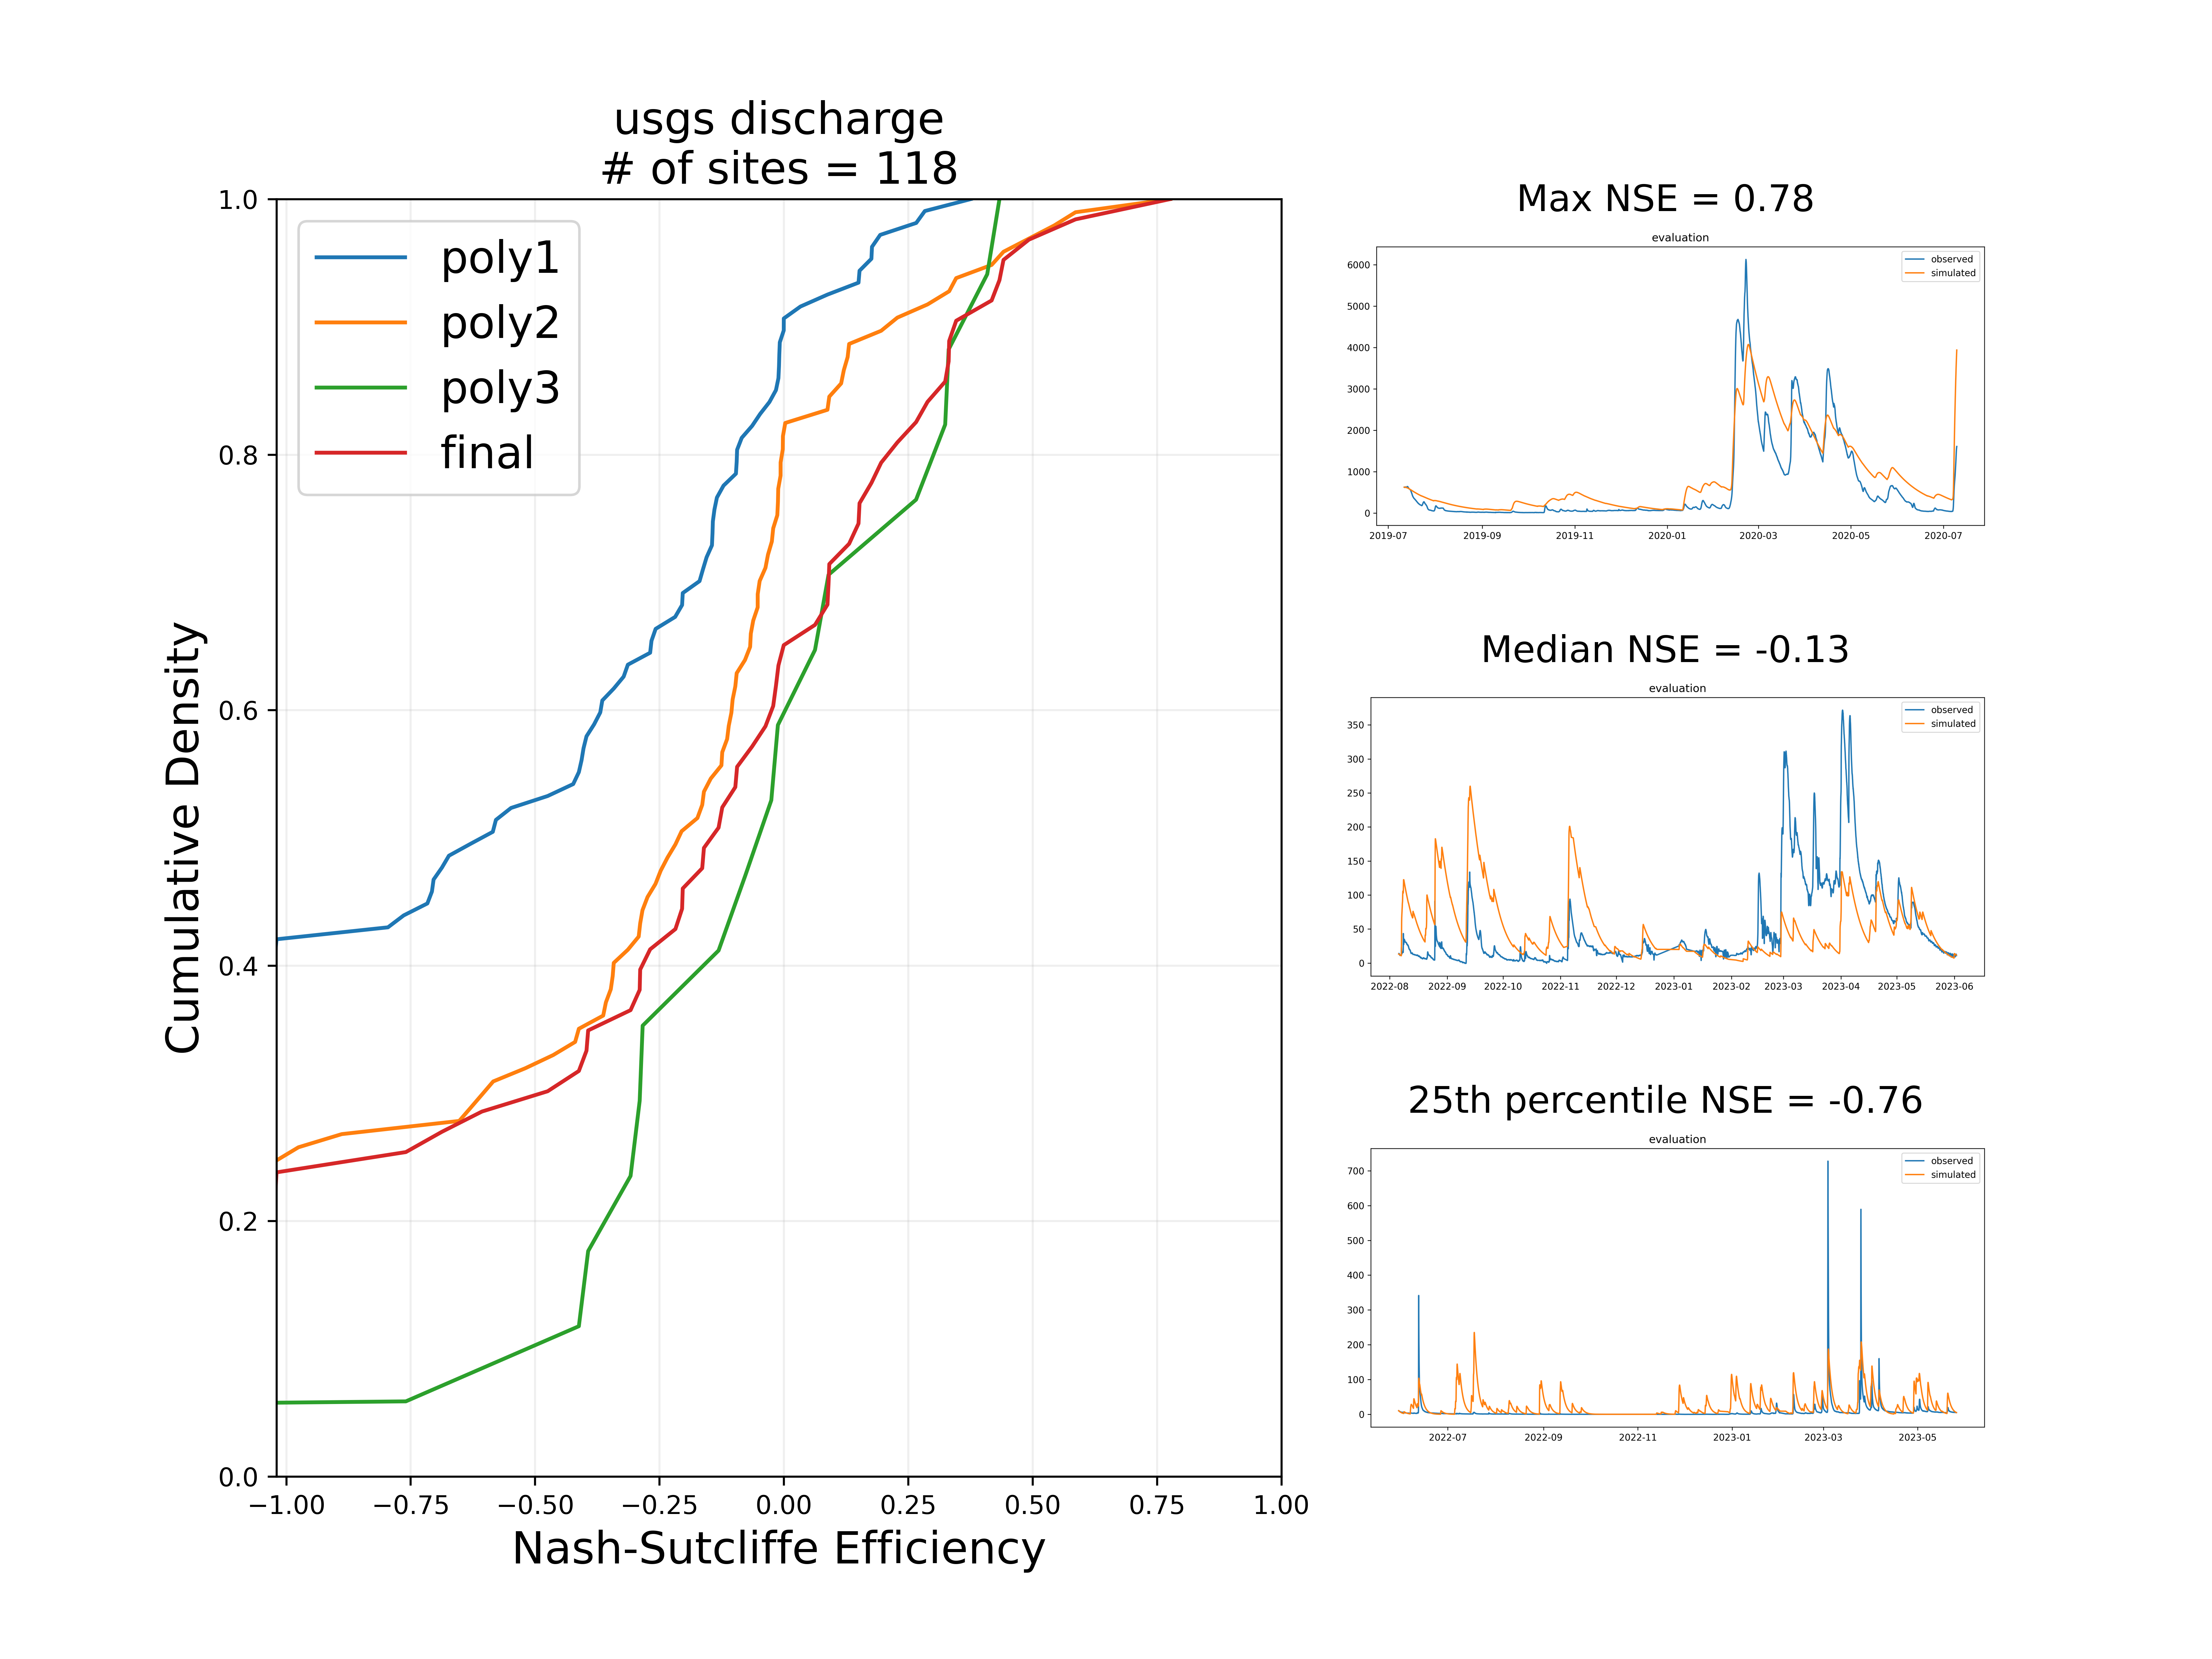 usgs discharge
# of sites = 118
1.0
0.8
0.6
0.4
0.2
0.0
Cumulative Density
poly1
poly2
poly3
final
−1.00 −0.75 −0.50 −0.25 0.00 0.25 0.50 0.75 1.00
Nash-Sutcliffe Efficiency
Max NSE = 0.78
evaluation
6000
5000
4000
3000
2000
1000
0
observed
simulated
2019-07 2019-09 2019-11 2020-01 2020-03 2020-05 2020-07
Median NSE = -0.13
evaluation
350
300
250
200
150
100
50
0
observed
simulated
2022-08 2022-09 2022-10 2022-11 2022-12 2023-01 2023-02 2023-03 2023-04 2023-05 2023-06
25th percentile NSE = -0.76
evaluation
700
600
500
400
300
200
100
0
observed
simulated
2022-07 2022-09 2022-11 2023-01 2023-03 2023-05